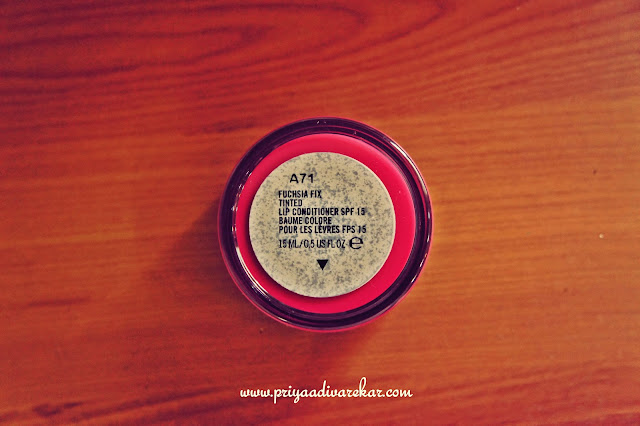 A71
FUCHSIA FIX
TINTED
LIP CONDITIONER SPF 15
BAUME COLORE
POUR LES LÈVRES FPS 15
15 ML/0.5 US FL OZ ℮
www.priyaadivarekar.com